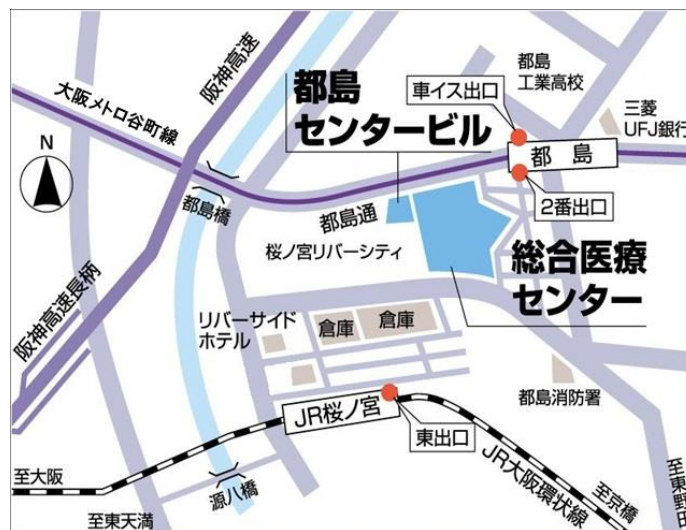 大阪メトロ谷町線
阪神高速
都島
センタービル
車イス出口
都島
工業高校
三菱
UFJ銀行
N
都島
2番出口
都島橋
都島通
桜ノ宮リバーシティ
総合医療
センター
阪神高速長柄
リバーサイド
ホテル
倉庫
倉庫
都島消防署
JR桜ノ宮
東出口
至大阪
源八橋
JR大阪環状線
至京橋
至東野田
至東天満